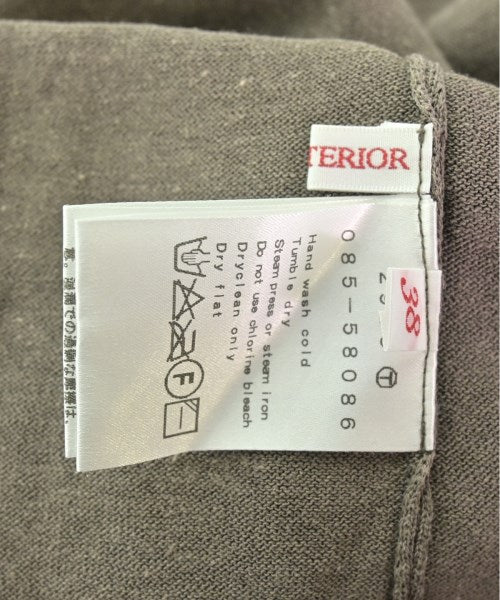 TERIOR
38
085-58086
Hand wash cold
Tumble dry
Steam press or steam iron
Do not use chlorine bleach
Dryclean only
Dry flat
F